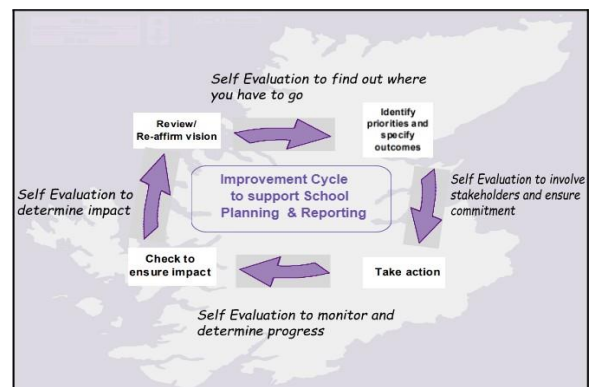 Self Evaluation to find out where
you have to go
Review/
Re-affirm vision
Identify
priorities and
specify
outcomes
Self Evaluation to
determine impact
Improvement Cycle
to support School
Planning & Reporting
Self Evaluation to involve
stakeholders and ensure
commitment
Check to
ensure impact
Take action
Self Evaluation to monitor and
determine progress